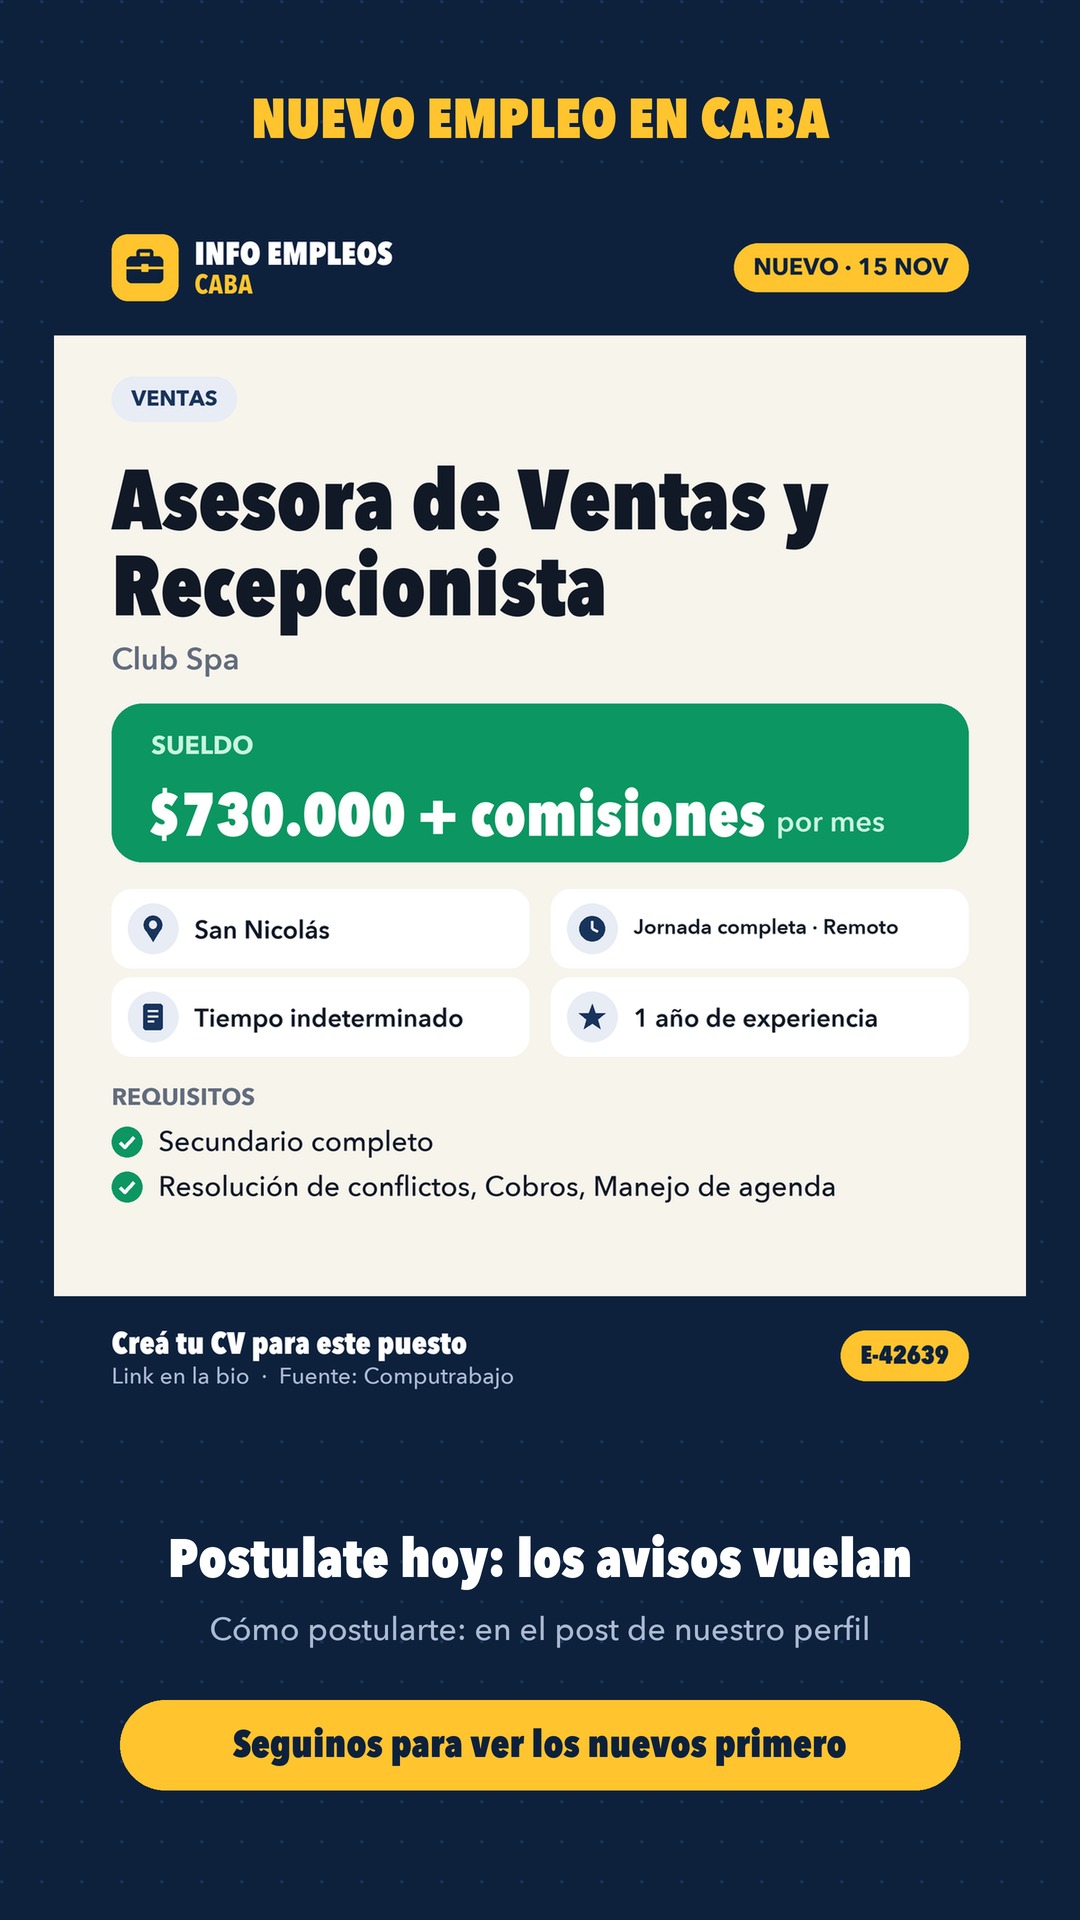 NUEVO EMPLEO EN CABA
INFO EMPLEOS
CABA
NUEVO · 15 NOV
VENTAS
Asesora de Ventas y
Recepcionista
Club Spa
SUELDO
$730.000 + comisiones por mes
San Nicolás
Jornada completa · Remoto
Tiempo indeterminado
1 año de experiencia
REQUISITOS
Secundario completo
Resolución de conflictos, Cobros, Manejo de agenda
Creá tu CV para este puesto
Link en la bio · Fuente: Computrabajo
E-42639
Postulate hoy: los avisos vuelan
Cómo postularte: en el post de nuestro perfil
Seguinos para ver los nuevos primero